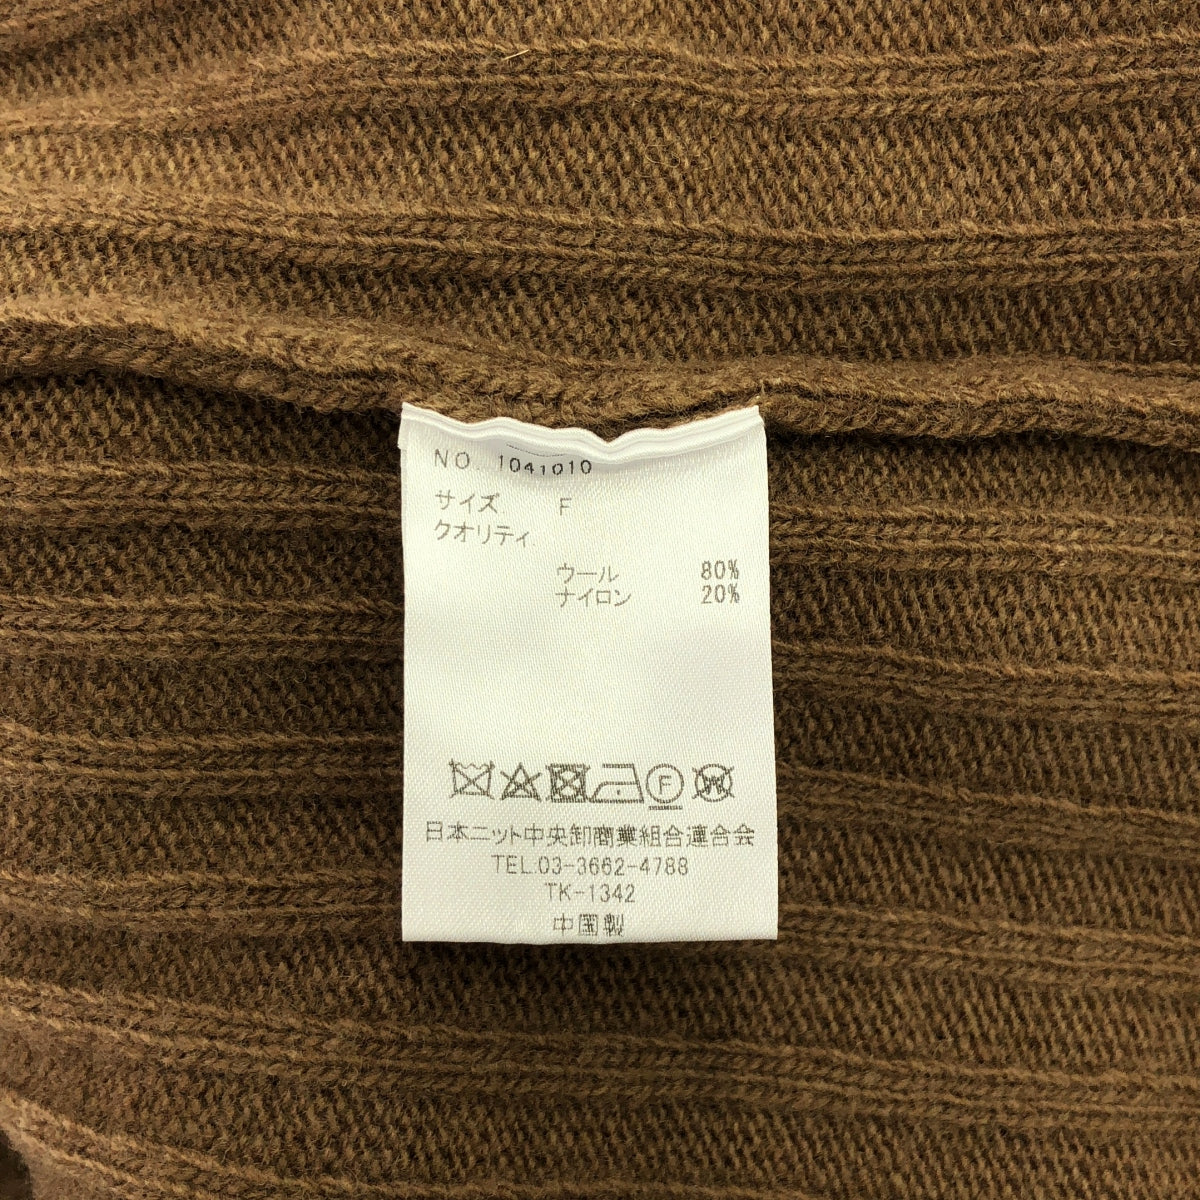 NO. 1041010
サイズ. F
クオリティ.
ウール 80%
ナイロン 20%
F W
日本ニット中央卸商業組合連合会
TEL.03-3662-4788
TK-1342
中国製